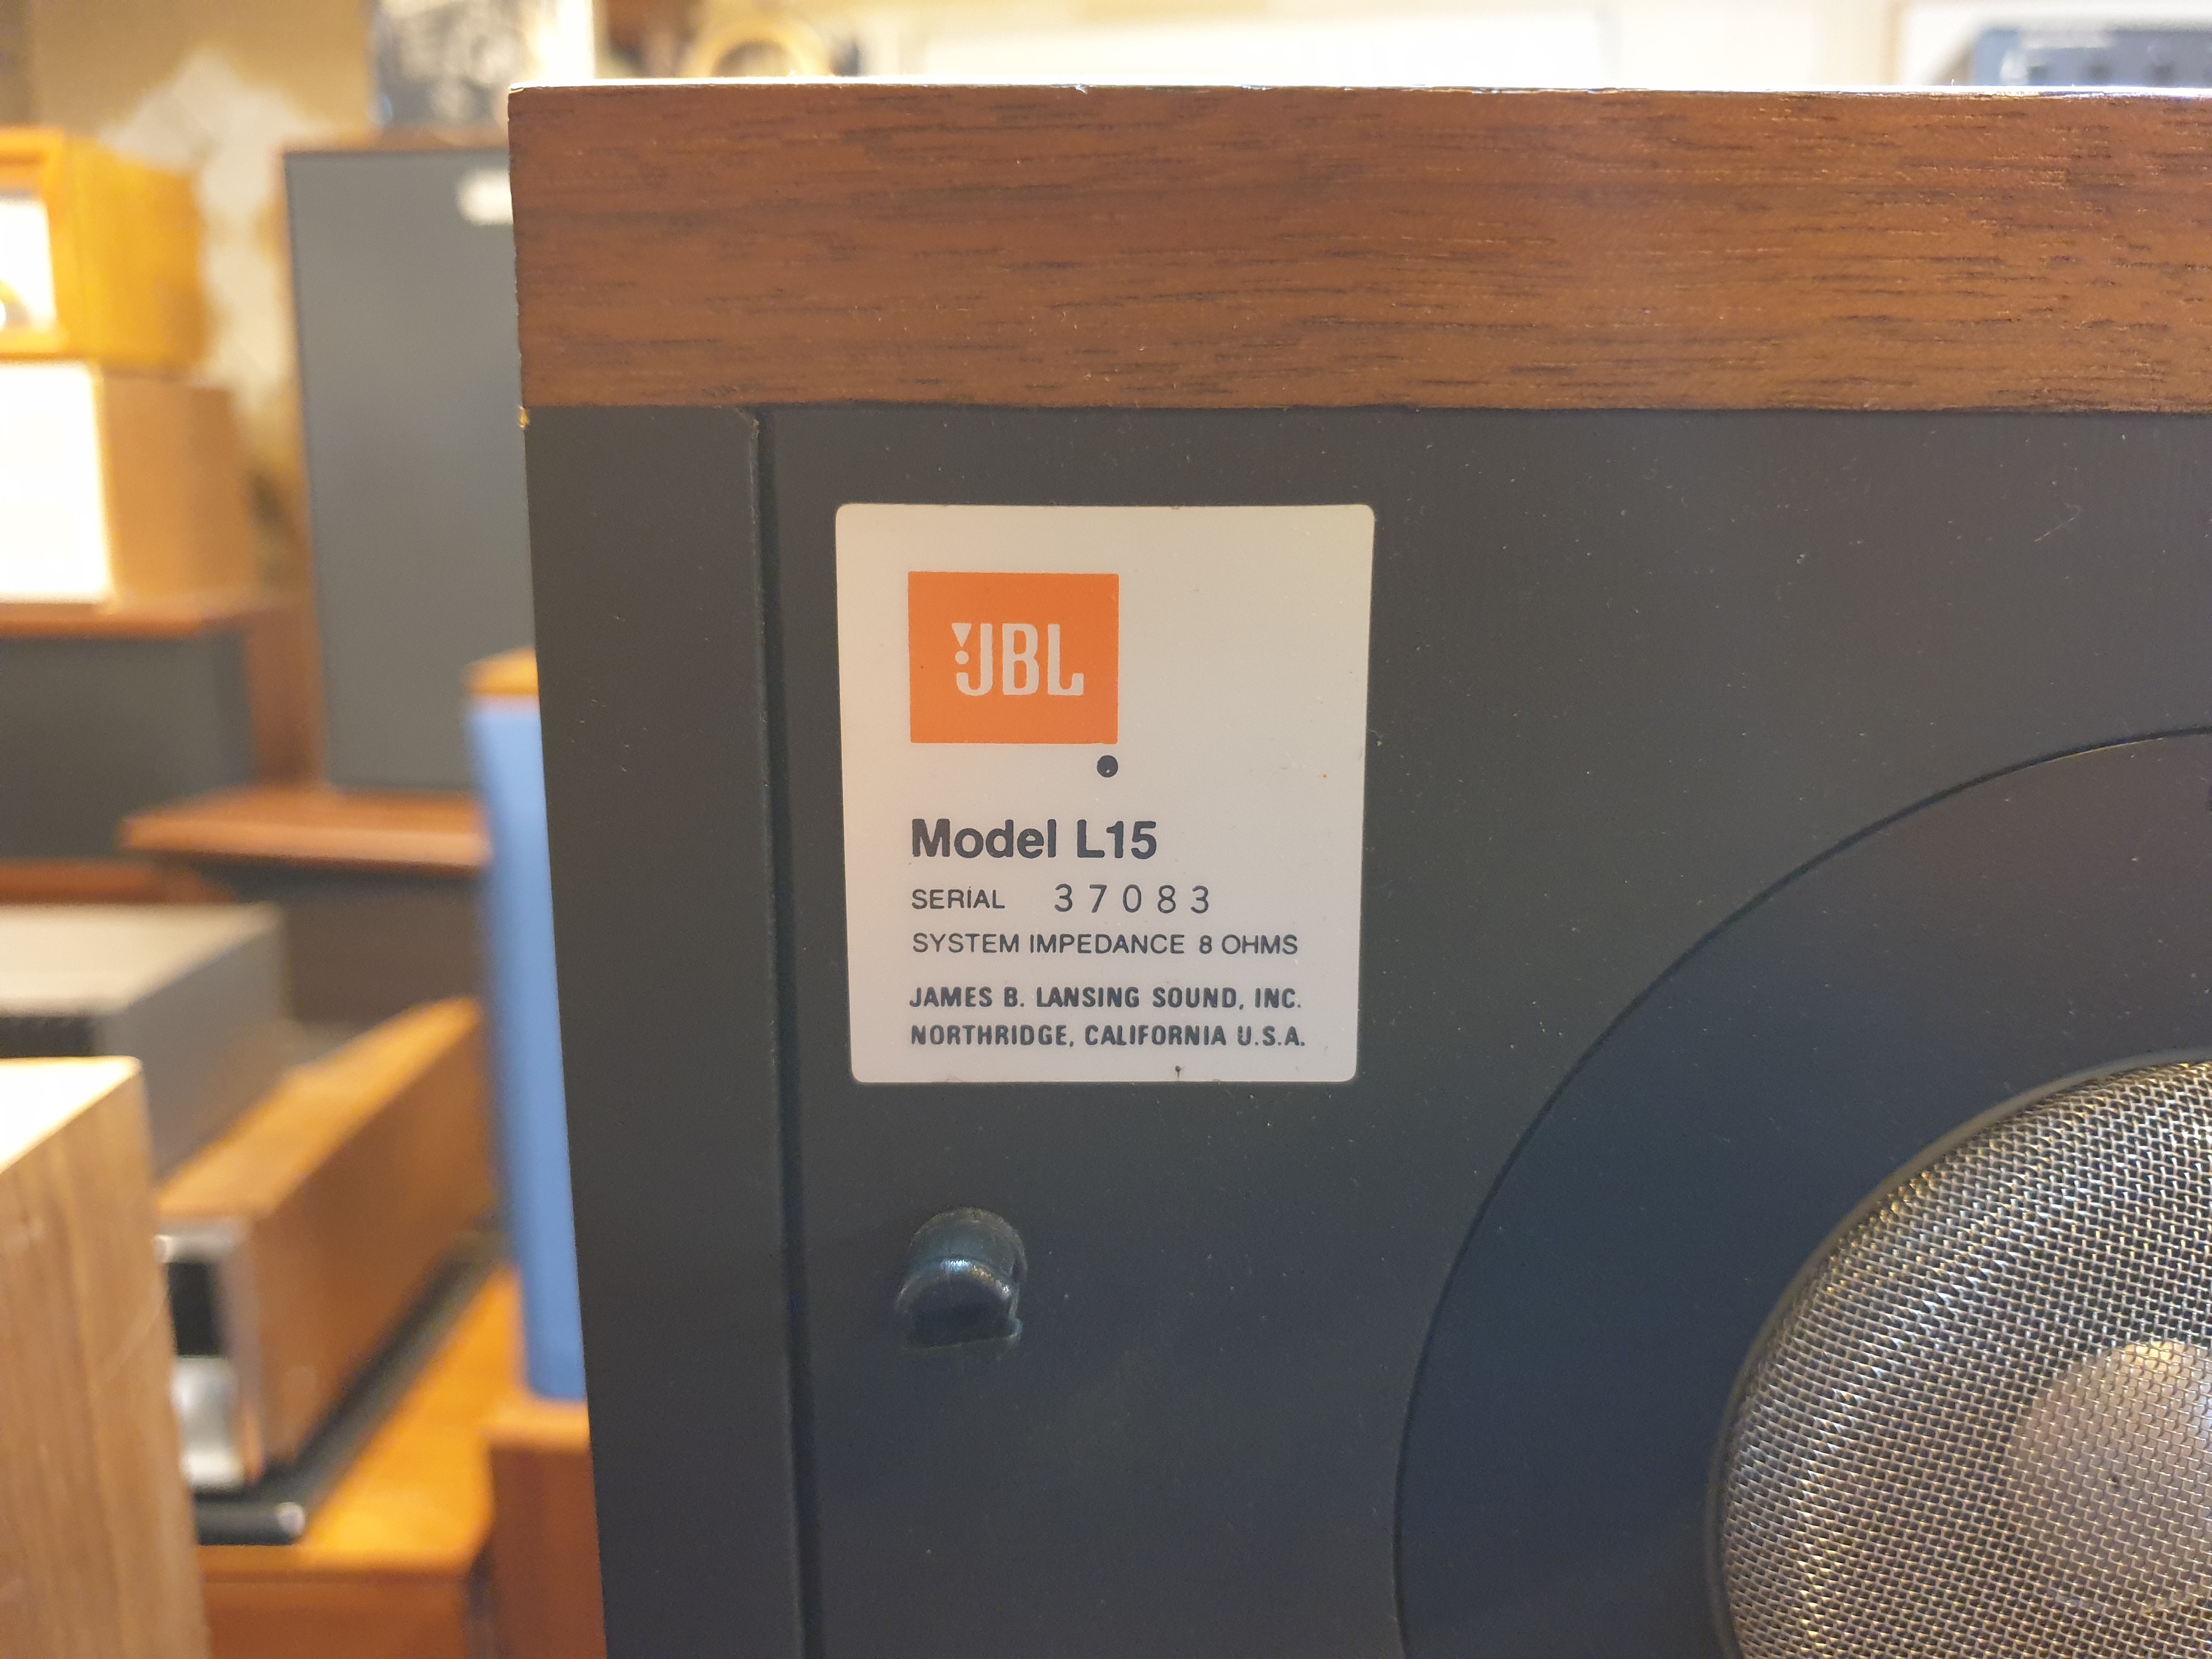 JBL
Model L15
SERIAL 37083
SYSTEM IMPEDANCE 8 OHMS
JAMES B. LANSING SOUND, INC.
NORTHRIDGE, CALIFORNIA U.S.A.